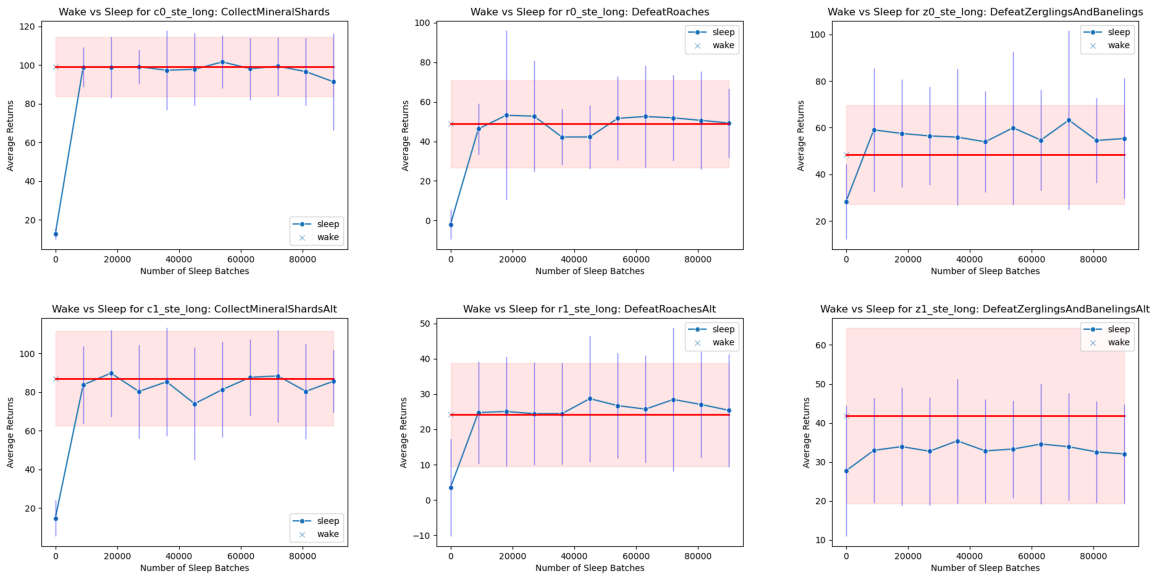 Wake vs Sleep for c0_ste_long: CollectMineralShards
Average Returns
120
100
80
60
40
20
0
20000
40000
60000
80000
Number of Sleep Batches
sleep
wake
Wake vs Sleep for r0_ste_long: DefeatRoaches
Average Returns
100
80
60
40
20
0
0
20000
40000
60000
80000
Number of Sleep Batches
sleep
wake
Wake vs Sleep for z0_ste_long: DefeatZerglingsAndBanelings
Average Returns
100
80
60
40
20
0
20000
40000
60000
80000
Number of Sleep Batches
sleep
wake
Wake vs Sleep for c1_ste_long: CollectMineralShardsAlt
Average Returns
100
80
60
40
20
0
20000
40000
60000
80000
Number of Sleep Batches
sleep
wake
Wake vs Sleep for r1_ste_long: DefeatRoachesAlt
Average Returns
50
40
30
20
10
0
−10
0
20000
40000
60000
80000
Number of Sleep Batches
sleep
wake
Wake vs Sleep for z1_ste_long: DefeatZerglingsAndBanelingsAlt
Average Returns
60
50
40
30
20
10
0
20000
40000
60000
80000
Number of Sleep Batches
sleep
wake